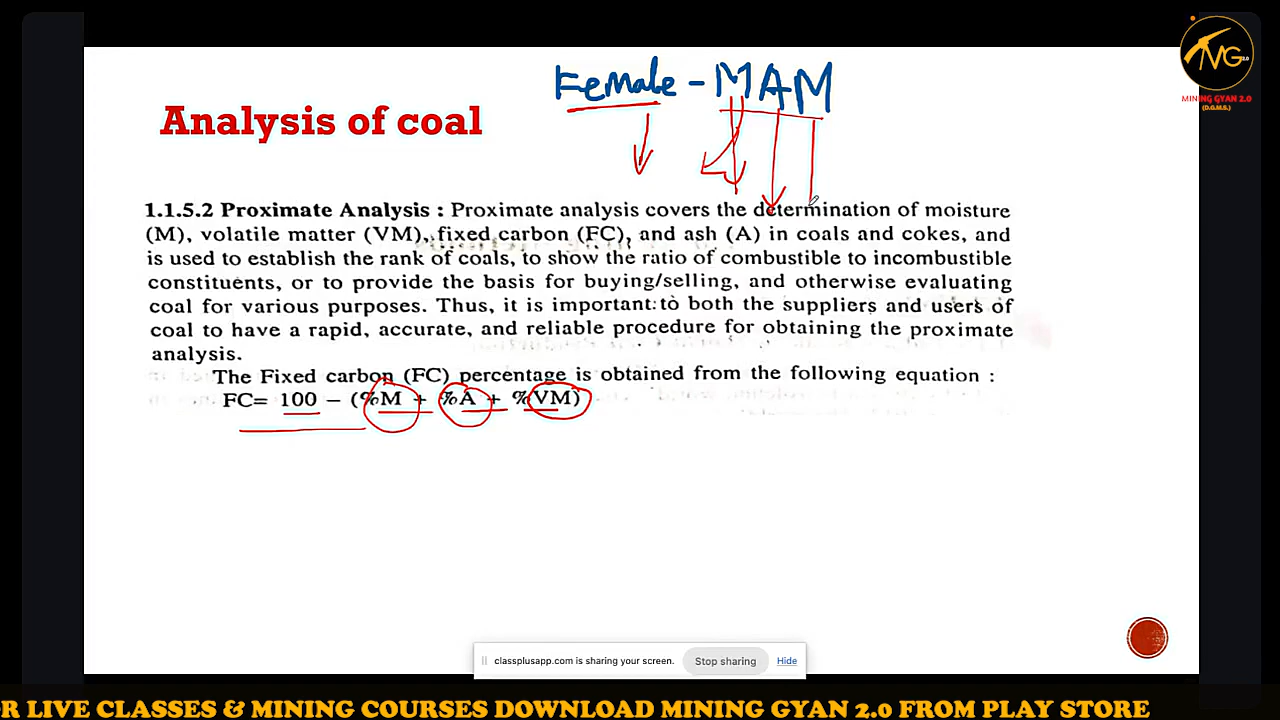 Female - MAM
MG 2.0
MINING GYAN 2.0
(D.G.M.S.)
Analysis of coal
1.1.5.2 Proximate Analysis : Proximate analysis covers the determination of moisture
(M), volatile matter (VM), fixed carbon (FC), and ash (A) in coals and cokes, and
is used to establish the rank of coals, to show the ratio of combustible to incombustible
constituents, or to provide the basis for buying/selling, and otherwise evaluating
coal for various purposes. Thus, it is important to both the suppliers and users of
coal to have a rapid, accurate, and reliable procedure for obtaining the proximate
analysis.
The Fixed carbon (FC) percentage is obtained from the following equation :
FC= 100 – (%M + %A + %VM)
classplusapp.com is sharing your screen. Stop sharing Hide
R LIVE CLASSES & MINING COURSES DOWNLOAD MINING GYAN 2.0 FROM PLAY STORE